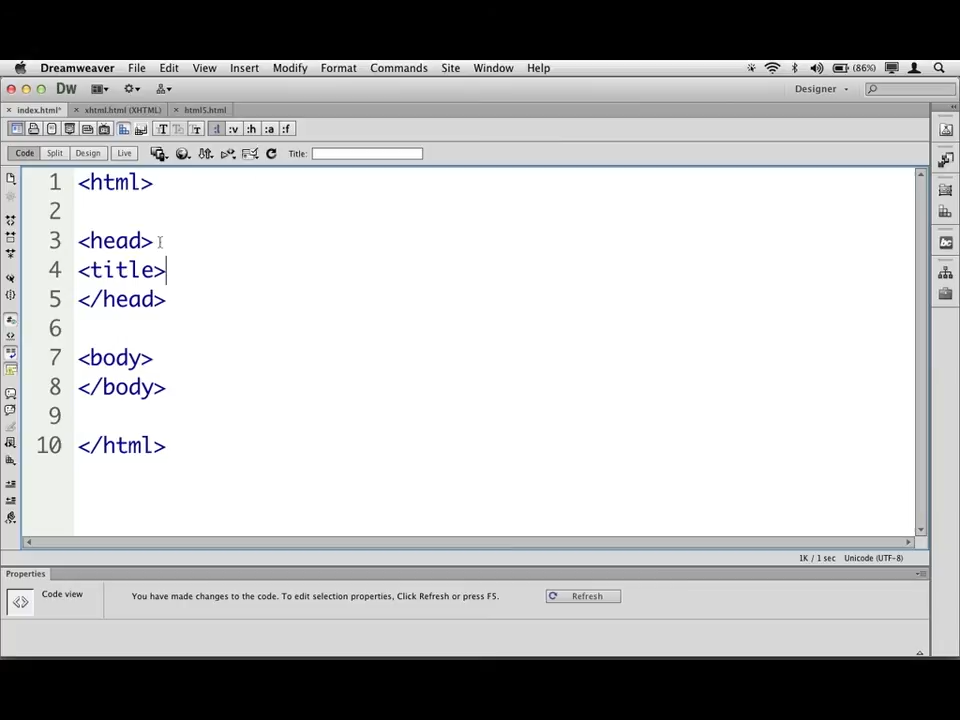 Dreamweaver File Edit View Insert Modify Format Commands Site Window Help (86%)
Dw Designer
index.html* xhtml.html (XHTML) html5.html
:l :v :h :a :f
Code Split Design Live Title:
1 <html>
2
3 <head>
4 <title>
5 </head>
6
7 <body>
8 </body>
9
10 </html>
1K / 1 sec Unicode (UTF-8)
Properties
Code view You have made changes to the code. To edit selection properties, Click Refresh or press F5. Refresh